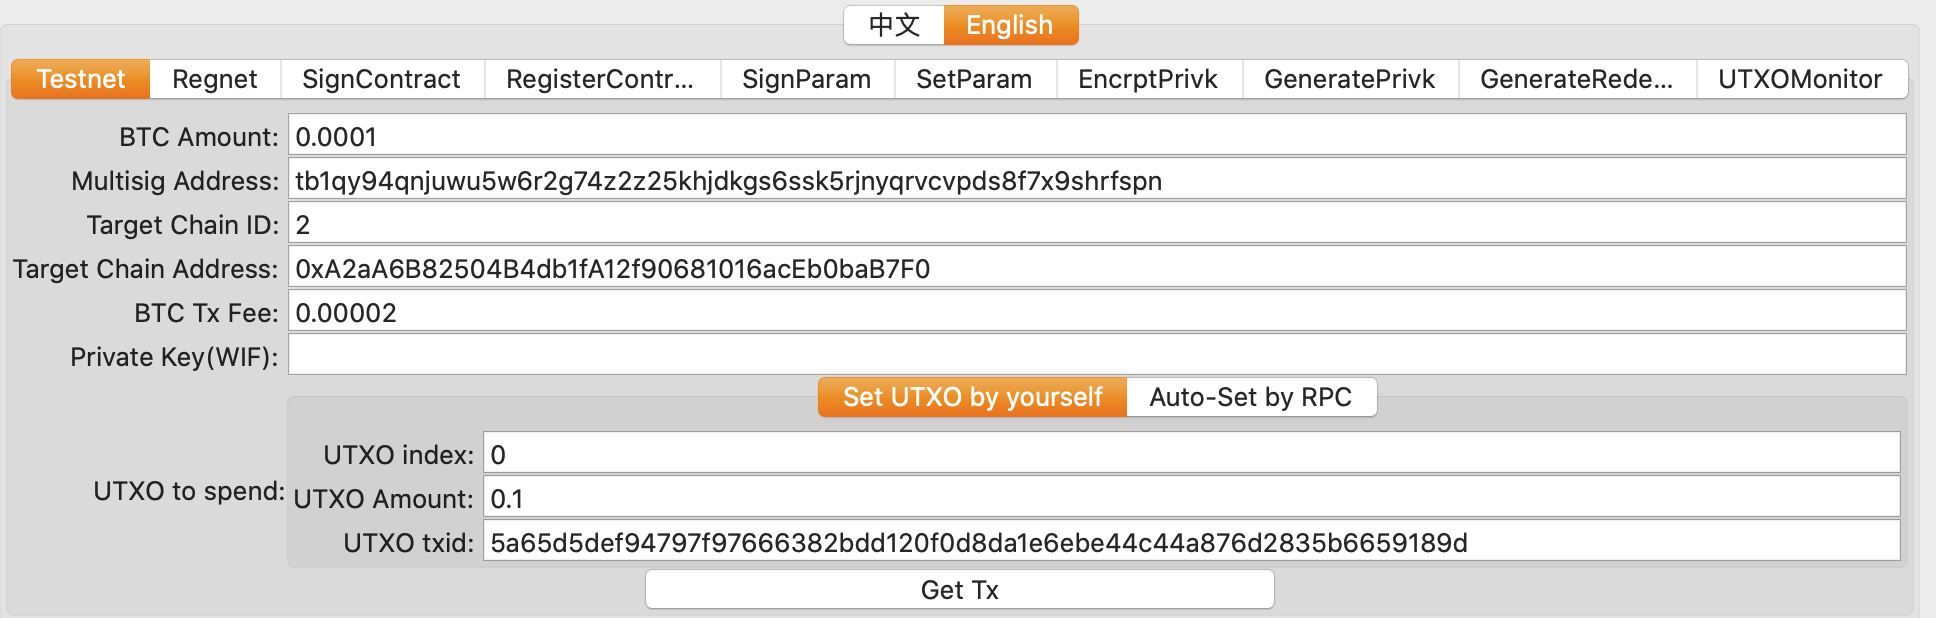 中文 English
Testnet Regnet SignContract RegisterContr... SignParam SetParam EncrptPrivk GeneratePrivk GenerateRede... UTXOMonitor
BTC Amount: 0.0001
Multisig Address: tb1qy94qnjuwu5w6r2g74z2z25khjdkgs6ssk5rjnyqrvcvpds8f7x9shrfspn
Target Chain ID: 2
Target Chain Address: 0xA2aA6B82504B4db1fA12f90681016acEb0baB7F0
BTC Tx Fee: 0.00002
Private Key(WIF):
Set UTXO by yourself Auto-Set by RPC
UTXO to spend:
UTXO index: 0
UTXO Amount: 0.1
UTXO txid: 5a65d5def94797f97666382bdd120f0d8da1e6ebe44c44a876d2835b6659189d
Get Tx